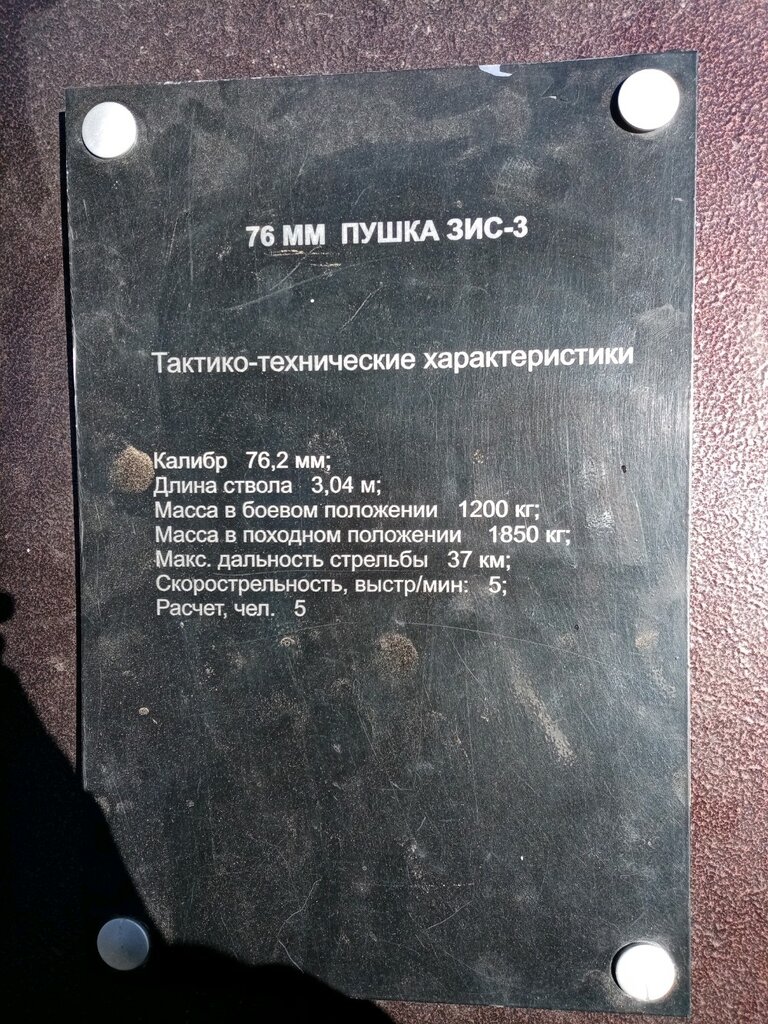 76 ММ ПУШКА ЗИС-3
Тактико-технические характеристики
Калибр 76,2 мм;
Длина ствола 3,04 м;
Масса в боевом положении 1200 кг;
Масса в походном положении 1850 кг;
Макс. дальность стрельбы 37 км;
Скорострельность, выстр/мин: 5;
Расчет, чел. 5